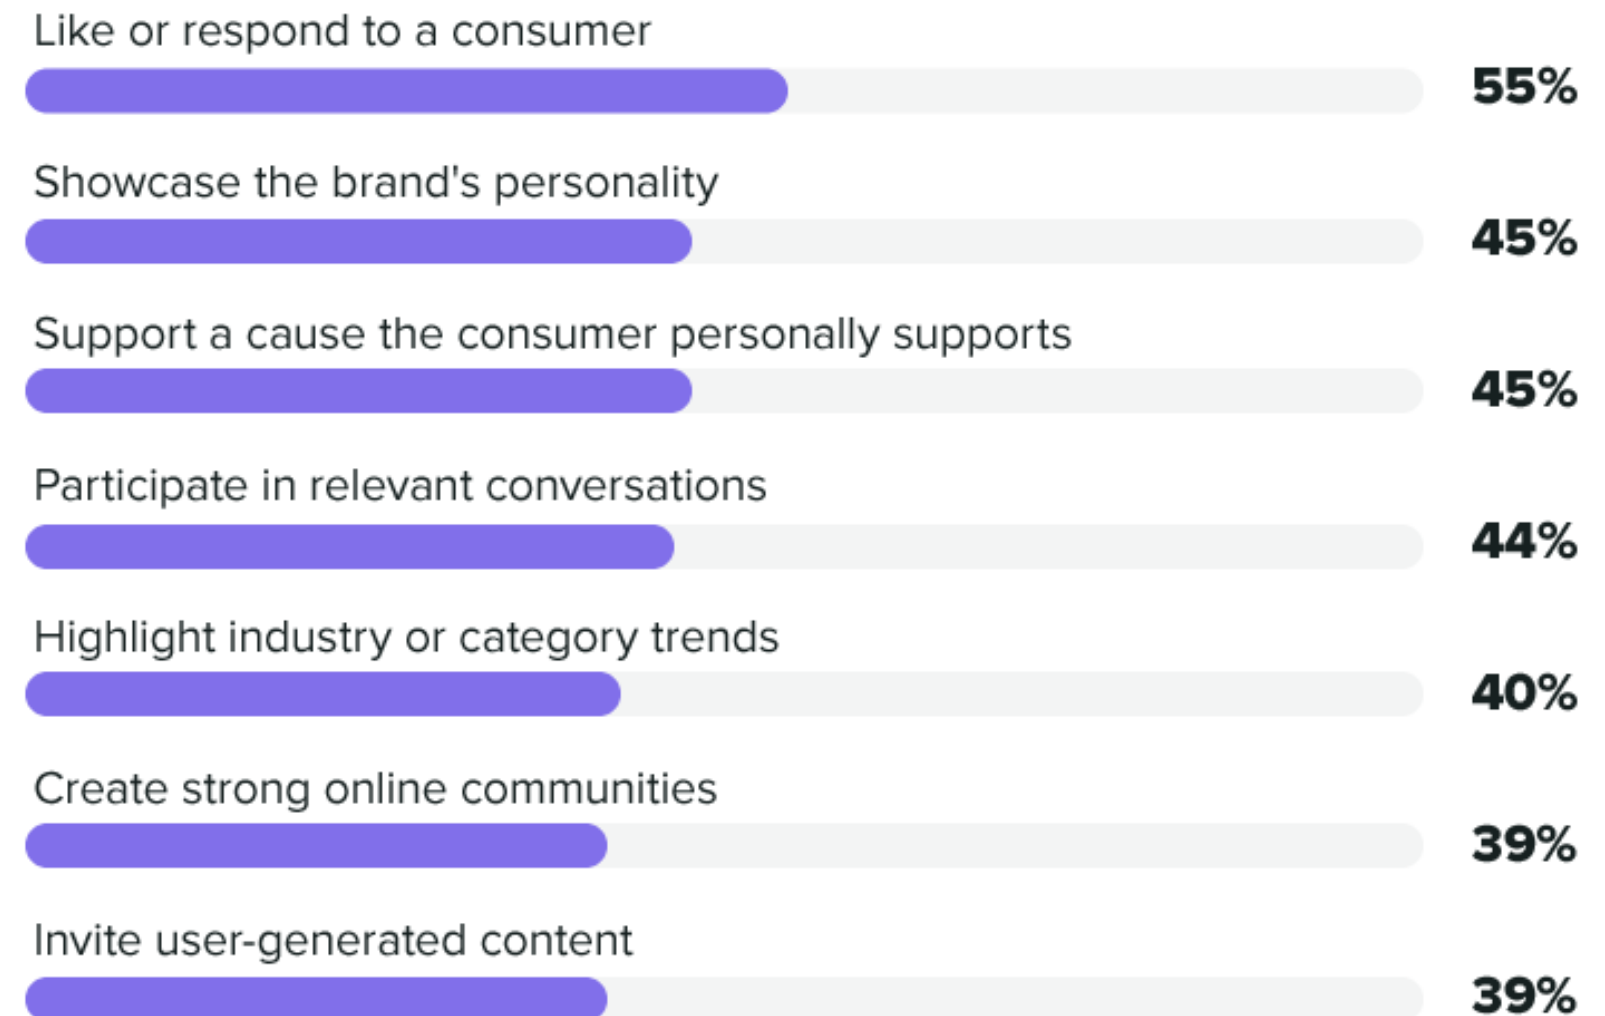 Like or respond to a consumer
55%
Showcase the brand's personality
45%
Support a cause the consumer personally supports
45%
Participate in relevant conversations
44%
Highlight industry or category trends
40%
Create strong online communities
39%
Invite user-generated content
39%